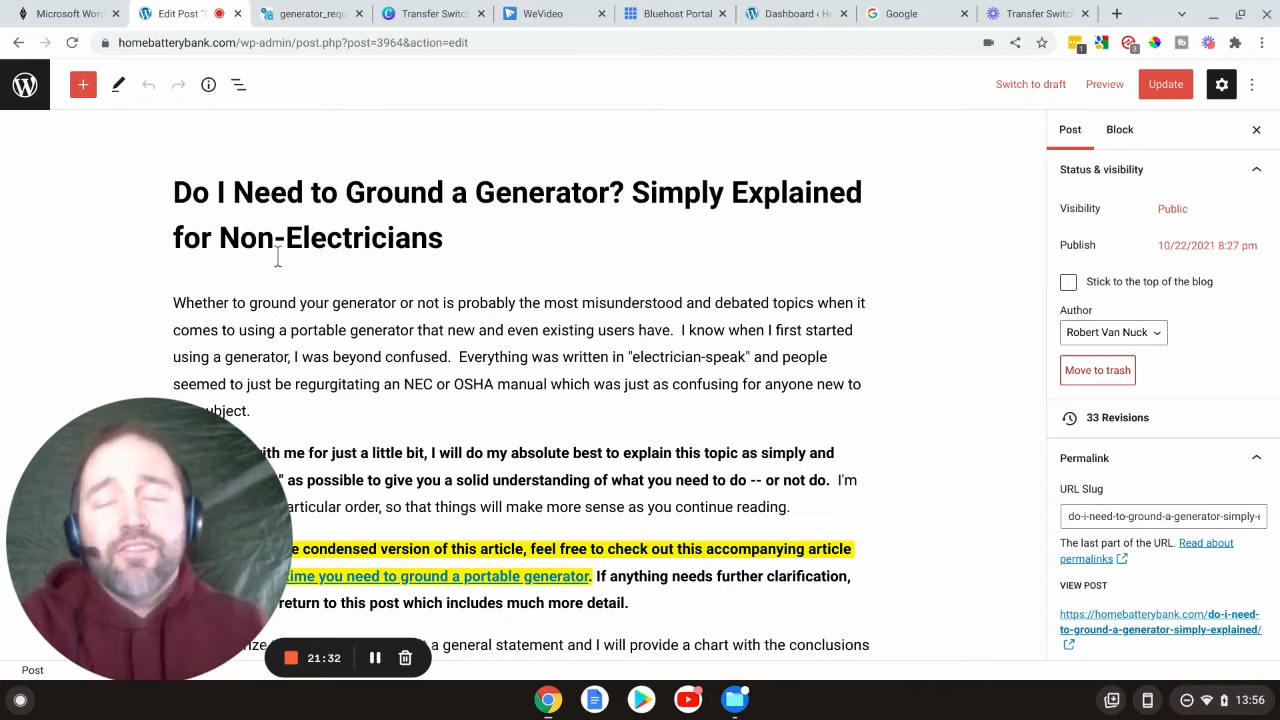 Monarch Wor
Edit Post "
generator_requ
Transfer Switc
WeVideo
Bluehost Portal
Dashboard ‹ Ho
Google
Transfer Switc
homebatterybank.com/wp-admin/post.php?post=3964&action=edit
1
3
Switch to draft
Preview
Update
Do I Need to Ground a Generator? Simply Explained
for Non-Electricians
Whether to ground your generator or not is probably the most misunderstood and debated topics when it
comes to using a portable generator that new and even existing users have. I know when I first started
using a generator, I was beyond confused. Everything was written in "electrician-speak" and people
seemed to just be regurgitating an NEC or OSHA manual which was just as confusing for anyone new to
ubject.
ith me for just a little bit, I will do my absolute best to explain this topic as simply and
" as possible to give you a solid understanding of what you need to do -- or not do. I'm
articular order, so that things will make more sense as you continue reading.
e condensed version of this article, feel free to check out this accompanying article
time you need to ground a portable generator. If anything needs further clarification,
return to this post which includes much more detail.
a general statement and I will provide a chart with the conclusions
21:32
Post
Post
Block
Status & visibility
Visibility
Public
Publish
10/22/2021 8:27 pm
Stick to the top of the blog
Author
Robert Van Nuck
Move to trash
33 Revisions
Permalink
URL Slug
do-i-need-to-ground-a-generator-simply-
The last part of the URL. Read about
permalinks
VIEW POST
https://homebatterybank.com/do-i-need-
to-ground-a-generator-simply-explained/
13:56